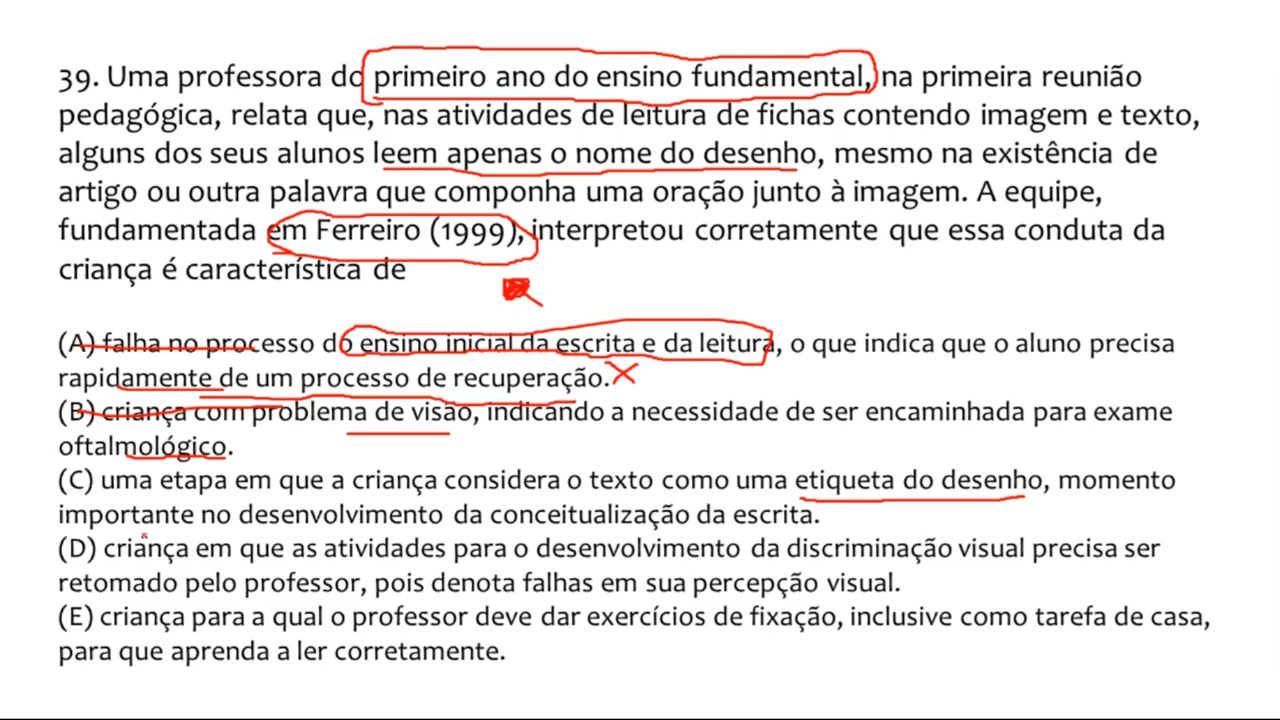 39. Uma professora do primeiro ano do ensino fundamental, na primeira reunião
pedagógica, relata que, nas atividades de leitura de fichas contendo imagem e texto,
alguns dos seus alunos leem apenas o nome do desenho, mesmo na existência de
artigo ou outra palavra que componha uma oração junto à imagem. A equipe,
fundamentada em Ferreiro (1999), interpretou corretamente que essa conduta da
criança é característica de
(A) falha no processo do ensino inicial da escrita e da leitura, o que indica que o aluno precisa
rapidamente de um processo de recuperação.
(B) criança com problema de visão, indicando a necessidade de ser encaminhada para exame
oftalmológico.
(C) uma etapa em que a criança considera o texto como uma etiqueta do desenho, momento
importante no desenvolvimento da conceitualização da escrita.
(D) criança em que as atividades para o desenvolvimento da discriminação visual precisa ser
retomado pelo professor, pois denota falhas em sua percepção visual.
(E) criança para a qual o professor deve dar exercícios de fixação, inclusive como tarefa de casa,
para que aprenda a ler corretamente.